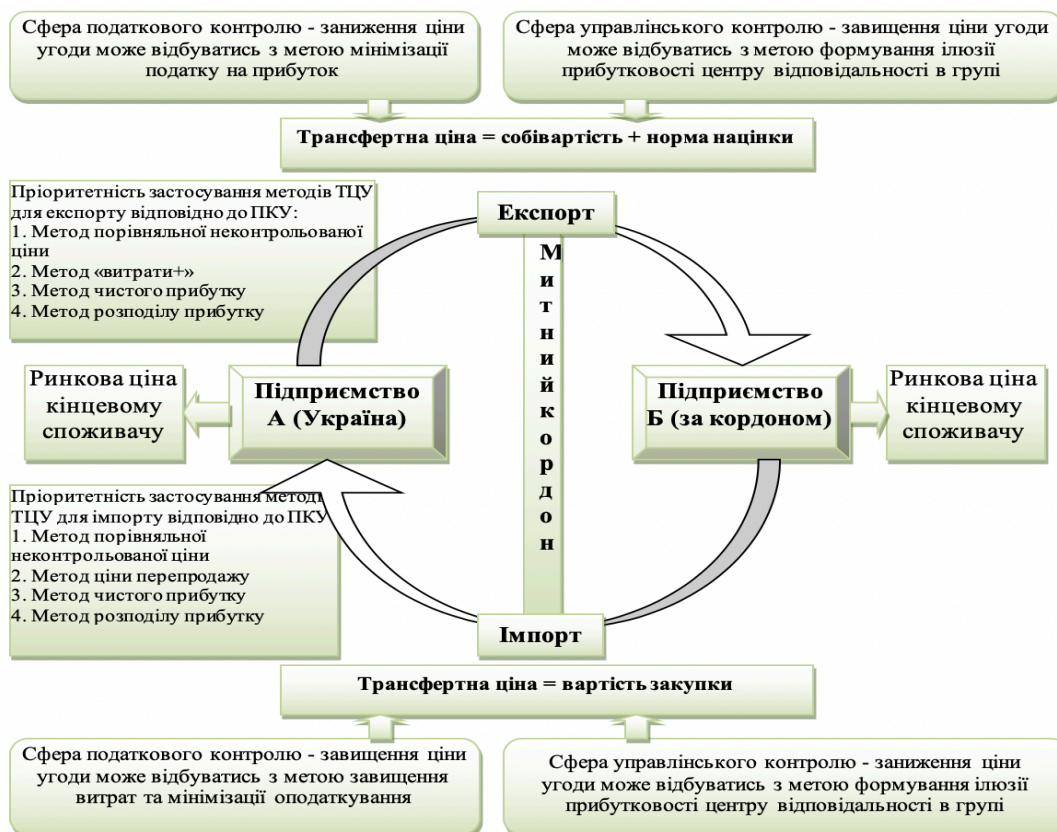 Сфера податкового контролю - заниження ціни
угоди може відбуватись з метою мінімізації
податку на прибуток
Сфера управлінського контролю - завищення ціни угоди
може відбуватись з метою формування ілюзії
прибутковості центру відповідальності в групі
Трансфертна ціна = собівартість + норма націнки
Пріоритетність застосування методів ТЦУ
для експорту відповідно до ПКУ:
1. Метод порівняльної неконтрольованої
ціни
2. Метод «витрати+»
3. Метод чистого прибутку
4. Метод розподілу прибутку
Експорт
Митний кордон
Ринкова ціна
кінцевому
споживачу
Підприємство
А (Україна)
Підприємство
Б (за кордоном)
Ринкова ціна
кінцевому
споживачу
Пріоритетність застосування методів
ТЦУ для імпорту відповідно до ПКУ
1. Метод порівняльної
неконтрольованої ціни
2. Метод ціни перепродажу
3. Метод чистого прибутку
4. Метод розподілу прибутку
Імпорт
Трансфертна ціна = вартість закупки
Сфера податкового контролю - завищення ціни
угоди може відбуватись з метою завищення
витрат та мінімізації оподаткування
Сфера управлінського контролю - заниження ціни
угоди може відбуватись з метою формування ілюзії
прибутковості центру відповідальності в групі